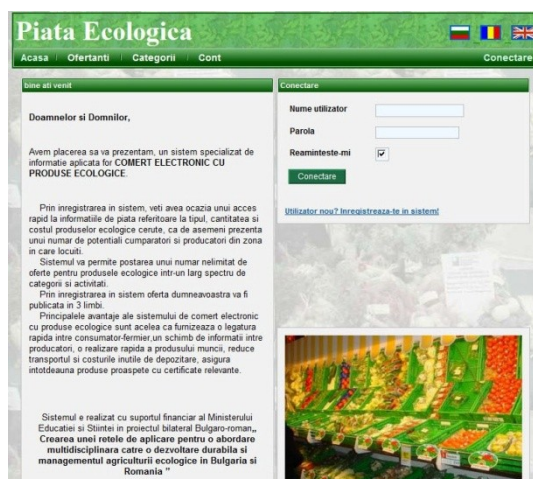 Piata Ecologica
Acasa Ofertanti Categorii Cont Conectare
bine ati venit
Doamnelor si Domnilor,
Avem placerea sa va prezentam, un sistem specializat de
informatie aplicata for COMERT ELECTRONIC CU
PRODUSE ECOLOGICE.
Prin inregistrarea in sistem, veti avea ocazia unui acces
rapid la informatiile de piata referitoare la tipul, cantitatea si
costul produselor ecologice cerute, ca de asemeni prezenta
unui numar de potentiali cumparatori si producatori din zona
in care locuiti.
Sistemul va permite postarea unui numar nelimitat de
oferte pentru produsele ecologice intr-un larg spectru de
categorii si activitati.
Prin inregistrarea in sistem oferta dumneavoastra va fi
publicata in 3 limbi.
Principalele avantaje ale sistemului de comert electronic
cu produse ecologice sunt acelea ca furnizeaza o legatura
rapida intre consumator-fermier,un schimb de informatii intre
producatori, o realizare rapida a produsului muncii, reduce
transportul si costurile inutile de depozitare, asigura
intotdeauna produse proaspete cu certificate relevante.
Sistemul e realizat cu suportul financiar al Ministerului
Educatiei si Stiintei in proiectul bilateral Bulgaro-roman„
Crearea unei retele de aplicare pentru o abordare
multidisciplinara catre o dezvoltare durabila si
managementul agriculturii ecologice in Bulgaria si
Romania "
Conectare
Nume utilizator
Parola
Reaminteste-mi
Conectare
Utilizator nou? Inregistreaza-te in sistem!